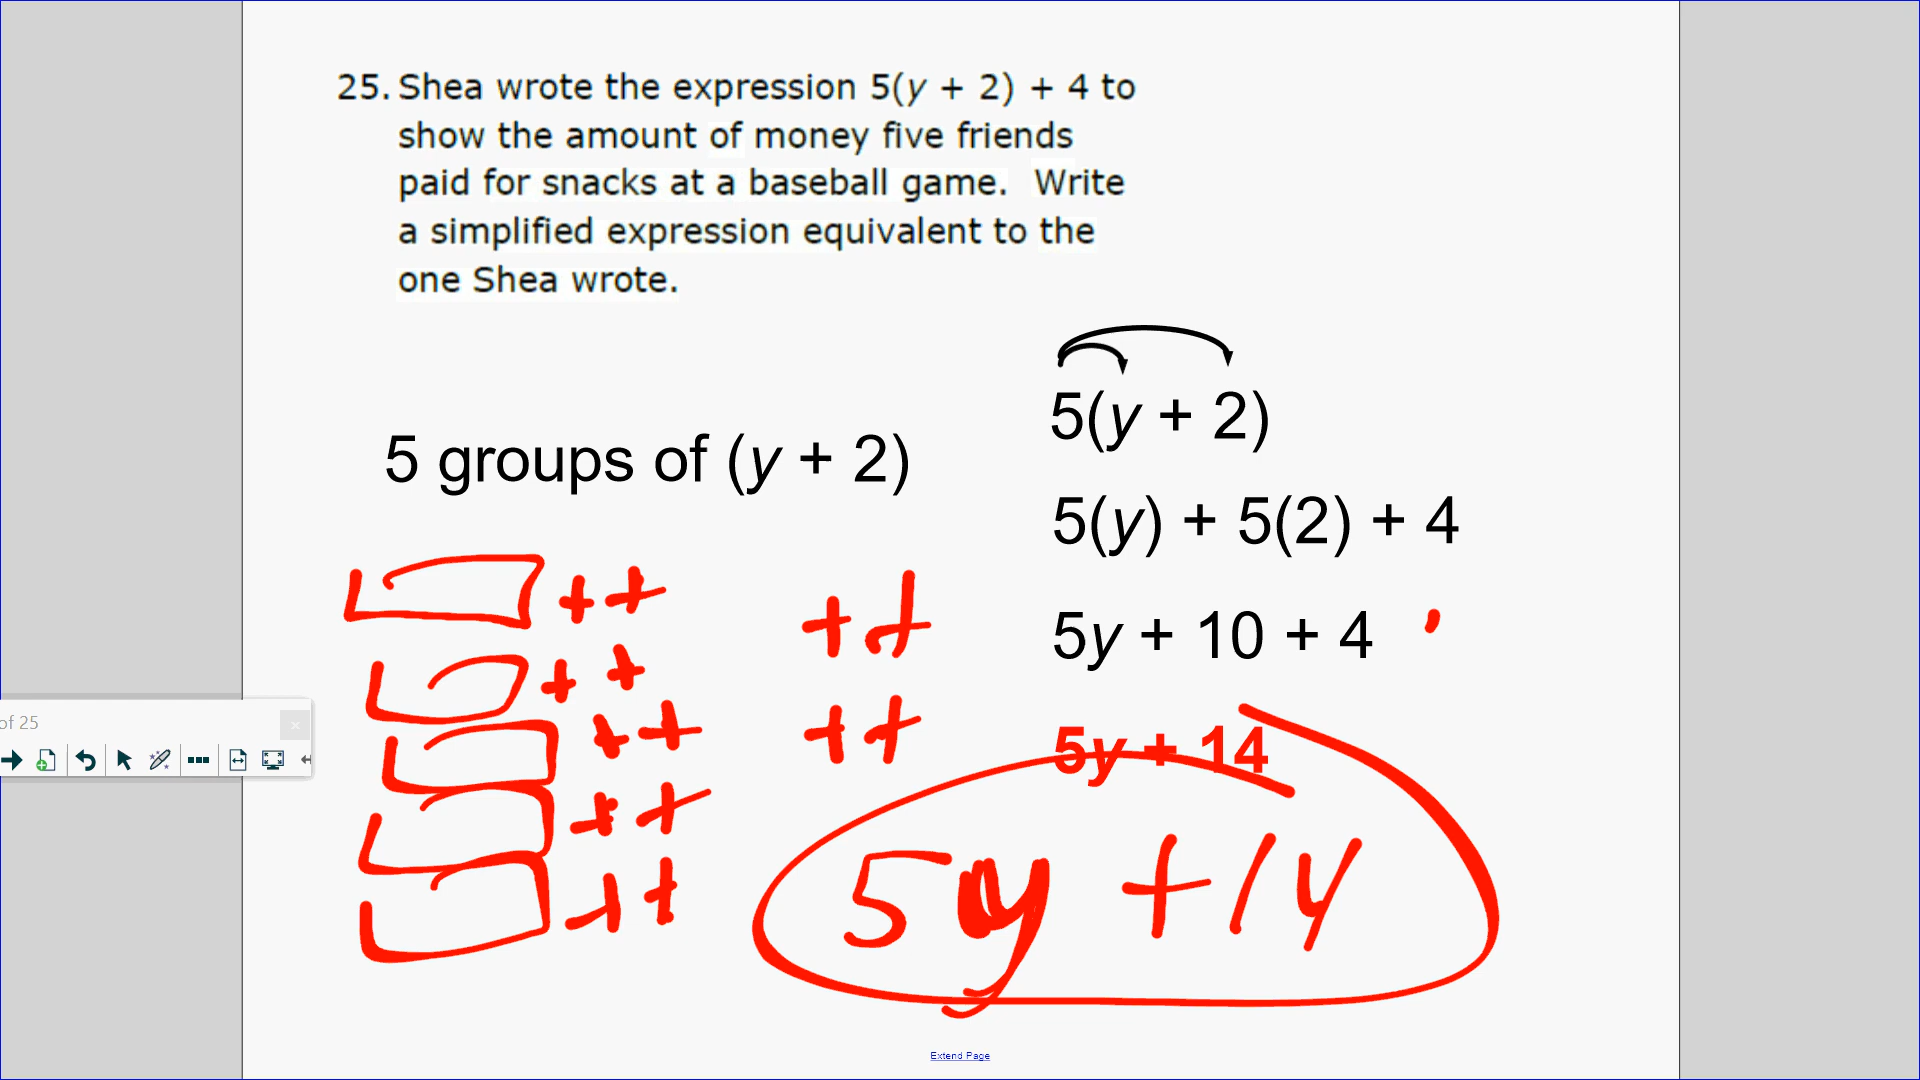 25. Shea wrote the expression 5(y + 2) + 4 to
show the amount of money five friends
paid for snacks at a baseball game. Write
a simplified expression equivalent to the
one Shea wrote.
5 groups of (y + 2)
++
++
++
++
++
++
++
5(y + 2)
5(y) + 5(2) + 4
5y + 10 + 4
5y + 14
5y + 14
of 25
Extend Page